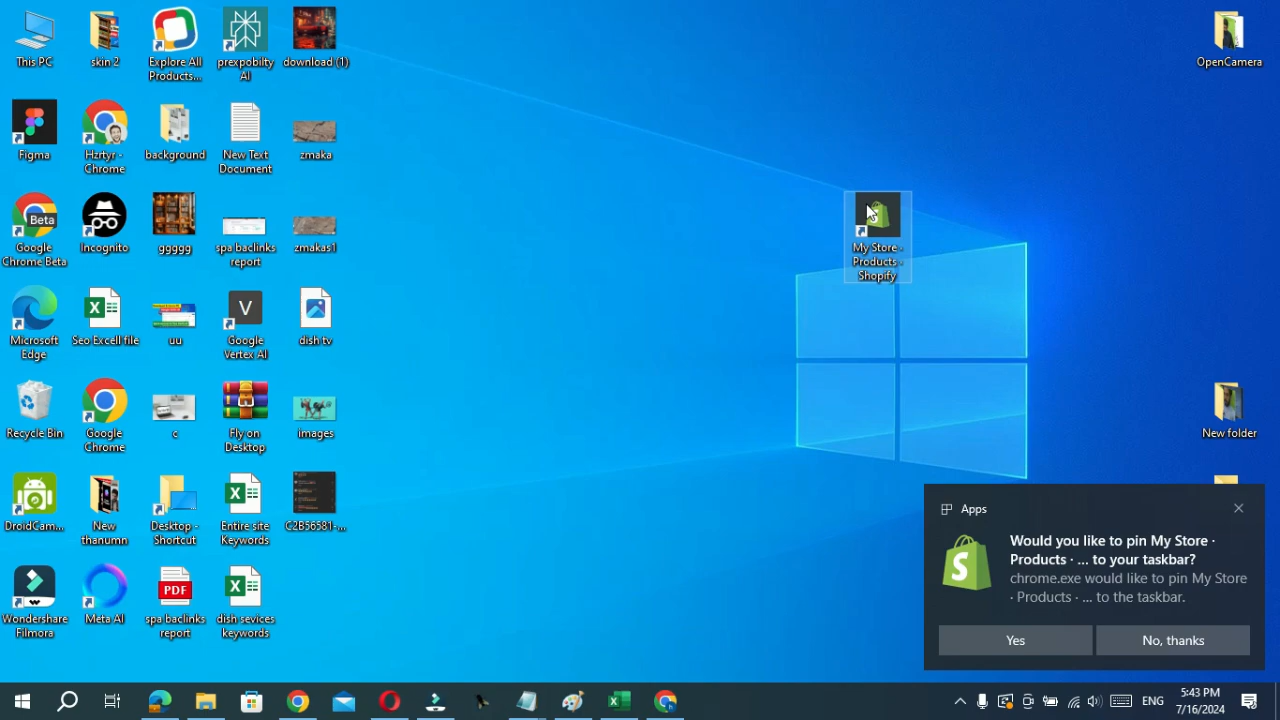 This PC
skin 2
Explore All
Products...
prexpobilty
AI
download (1)
OpenCamera
Figma
Hzrtyr -
Chrome
background
New Text
Document
zmaka
Beta
Google
Chrome Beta
Incognito
ggggg
spa baclinks
report
zmakas1
My Store ·
Products ·
Shopify
Microsoft
Edge
Seo Excell file
uu
V
Google
Vertex AI
dish tv
Recycle Bin
Google
Chrome
c
Fly on
Desktop
images
New folder
DroidCam...
New
thanumn
Desktop -
Shortcut
Entire site
Keywords
C2B56581-...
Wondershare
Filmora
Meta AI
PDF
spa baclinks
report
dish sevices
keywords
Apps
Would you like to pin My Store ·
Products · ... to your taskbar?
chrome.exe would like to pin My Store
· Products · ... to the taskbar.
Yes
No, thanks
ENG
5:43 PM
7/16/2024